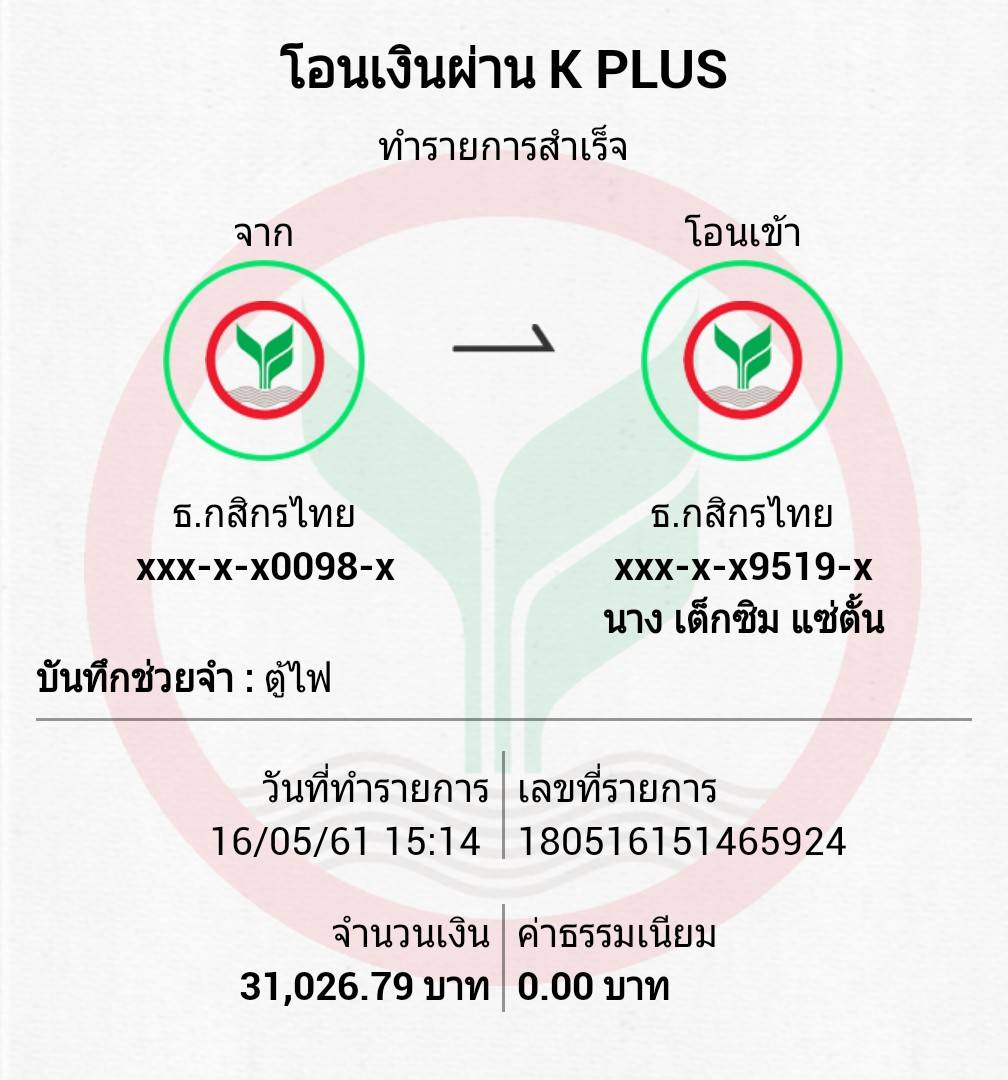 โอนเงินผ่าน K PLUS
ทำรายการสำเร็จ
จาก
โอนเข้า
ธ.กสิกรไทย
xxx-x-x0098-x
ธ.กสิกรไทย
xxx-x-x9519-x
นาง เต็กซิม แซ่ตั้น
บันทึกช่วยจำ : ตู้ไฟ
วันที่ทำรายการ
16/05/61 15:14
เลขที่รายการ
180516151465924
จำนวนเงิน
31,026.79 บาท
ค่าธรรมเนียม
0.00 บาท